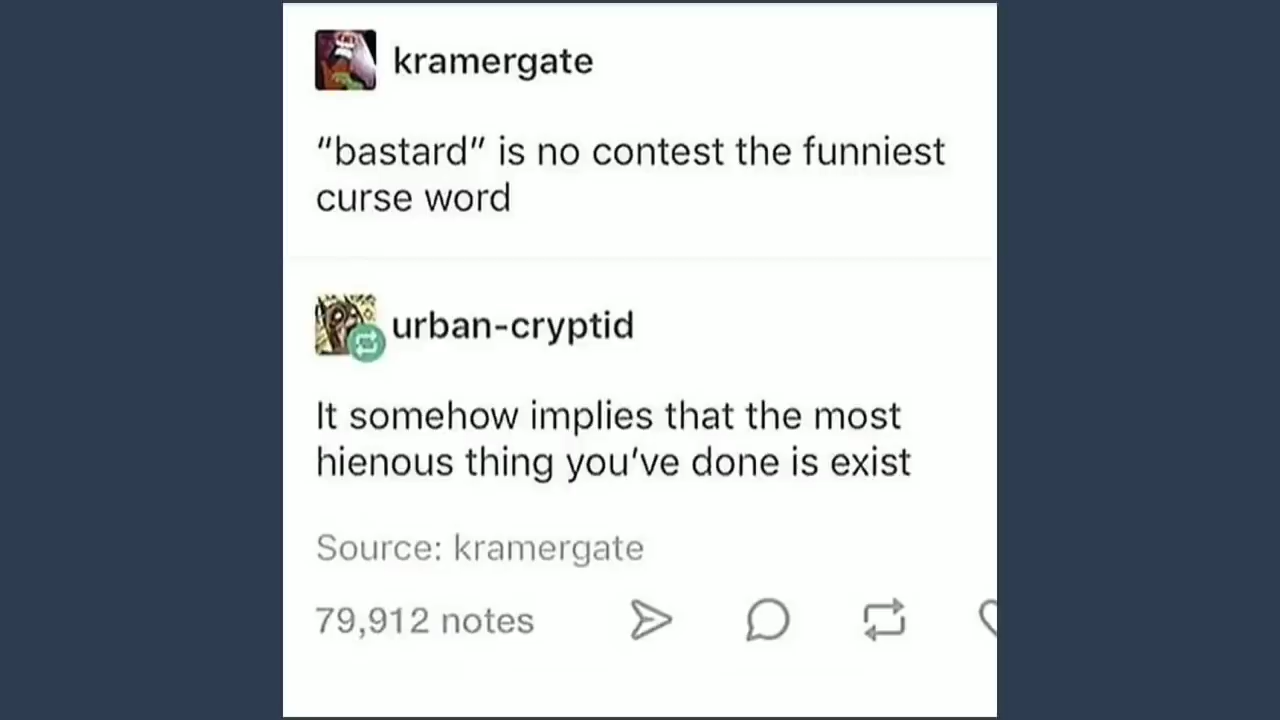 kramergate
“bastard” is no contest the funniest
curse word
urban-cryptid
It somehow implies that the most
hienous thing you've done is exist
Source: kramergate
79,912 notes